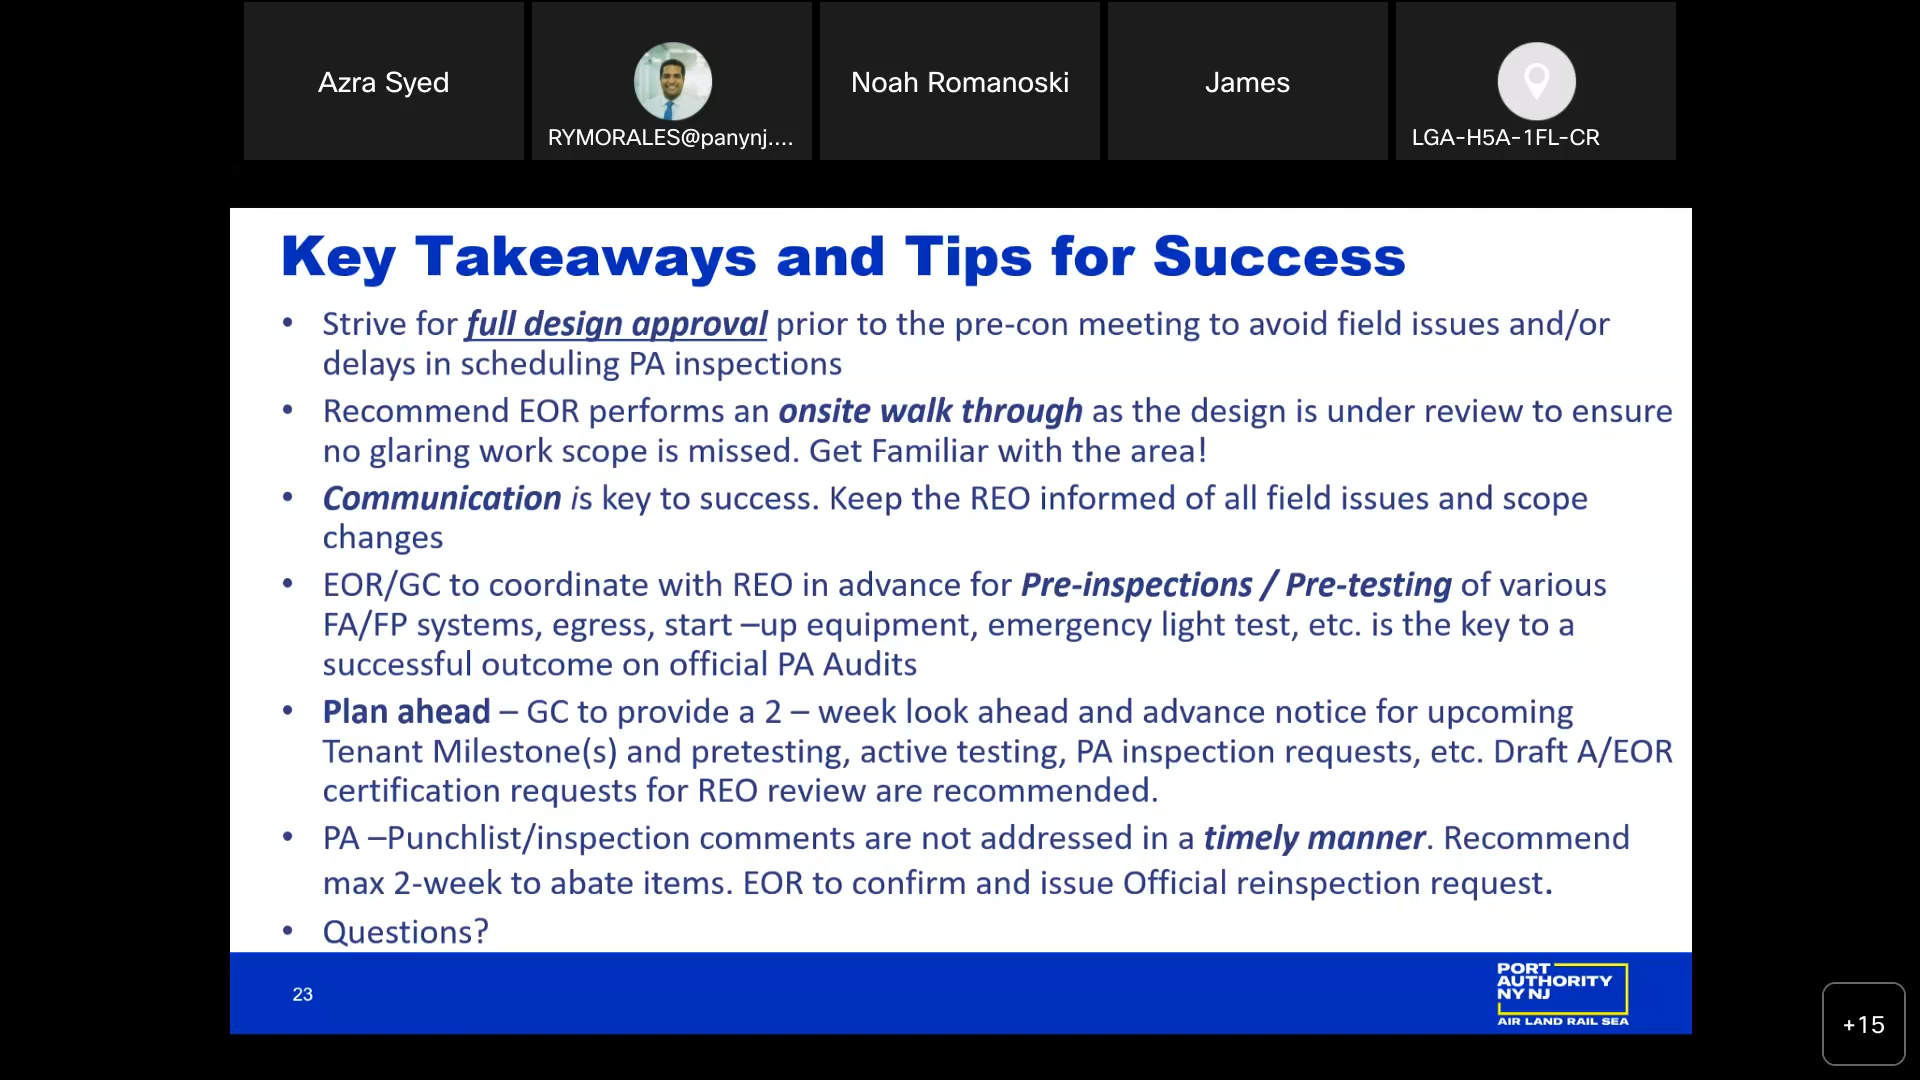 Azra Syed
RYMORALES@panynj....
Noah Romanoski
James
LGA-H5A-1FL-CR
Key Takeaways and Tips for Success
• Strive for full design approval prior to the pre-con meeting to avoid field issues and/or
delays in scheduling PA inspections
• Recommend EOR performs an onsite walk through as the design is under review to ensure
no glaring work scope is missed. Get Familiar with the area!
• Communication is key to success. Keep the REO informed of all field issues and scope
changes
• EOR/GC to coordinate with REO in advance for Pre-inspections / Pre-testing of various
FA/FP systems, egress, start –up equipment, emergency light test, etc. is the key to a
successful outcome on official PA Audits
• Plan ahead – GC to provide a 2 – week look ahead and advance notice for upcoming
Tenant Milestone(s) and pretesting, active testing, PA inspection requests, etc. Draft A/EOR
certification requests for REO review are recommended.
• PA –Punchlist/inspection comments are not addressed in a timely manner. Recommend
max 2-week to abate items. EOR to confirm and issue Official reinspection request.
• Questions?
23
PORT
AUTHORITY
NY NJ
AIR LAND RAIL SEA
+15